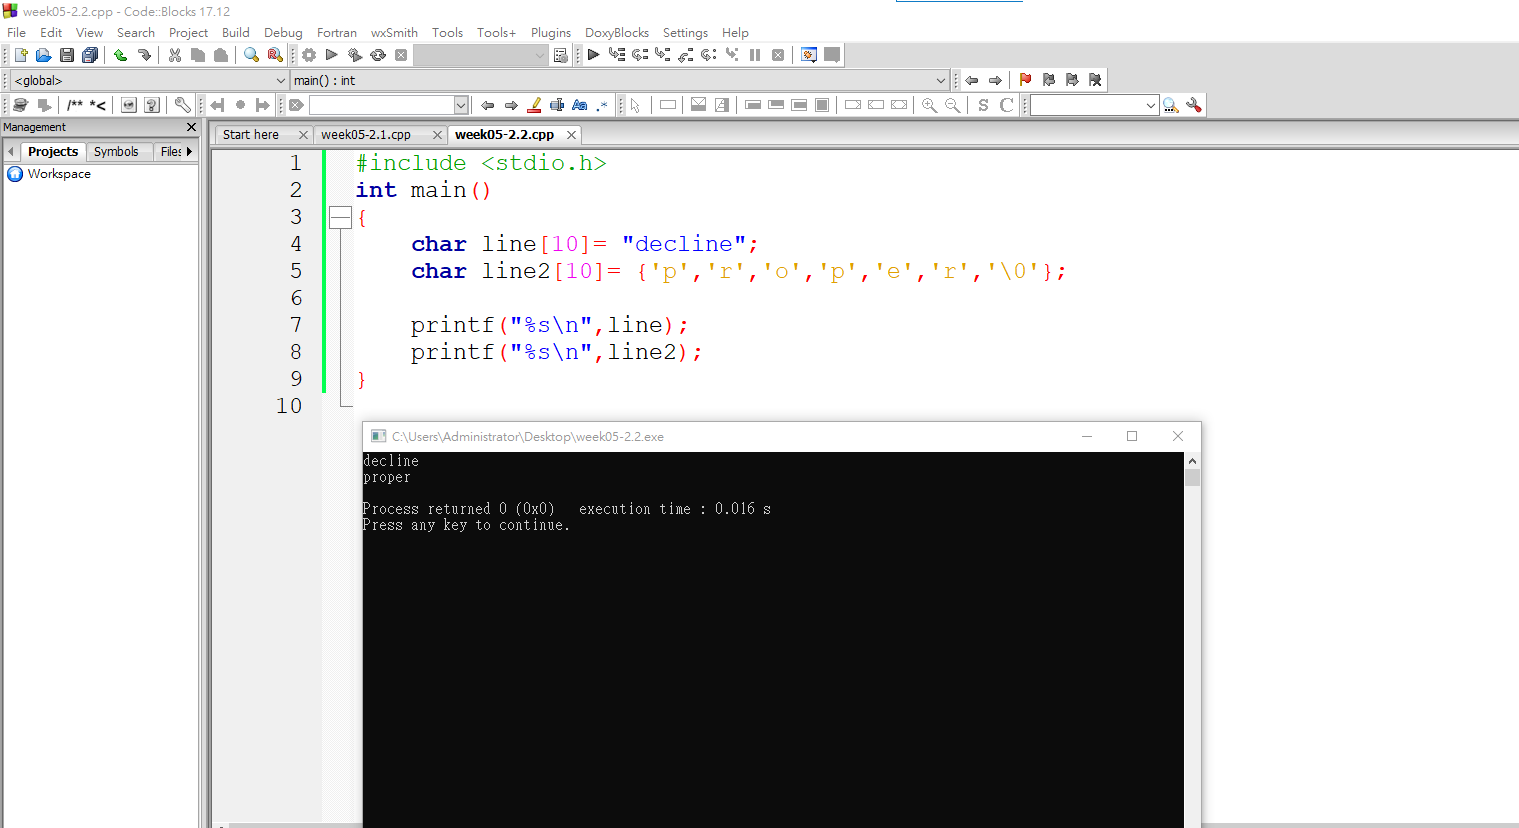 week05-2.2.cpp - Code::Blocks 17.12
File Edit View Search Project Build Debug Fortran wxSmith Tools Tools+ Plugins DoxyBlocks Settings Help
<global> main() : int
/** *< Aa .* S C
Management
Projects Symbols Files
Workspace
Start here week05-2.1.cpp week05-2.2.cpp
1 #include <stdio.h>
2 int main()
3 {
4 char line[10]= "decline";
5 char line2[10]= {'p','r','o','p','e','r','\0'};
6
7 printf("%s\n",line);
8 printf("%s\n",line2);
9 }
10
C:\Users\Administrator\Desktop\week05-2.2.exe
decline
proper
Process returned 0 (0x0) execution time : 0.016 s
Press any key to continue.